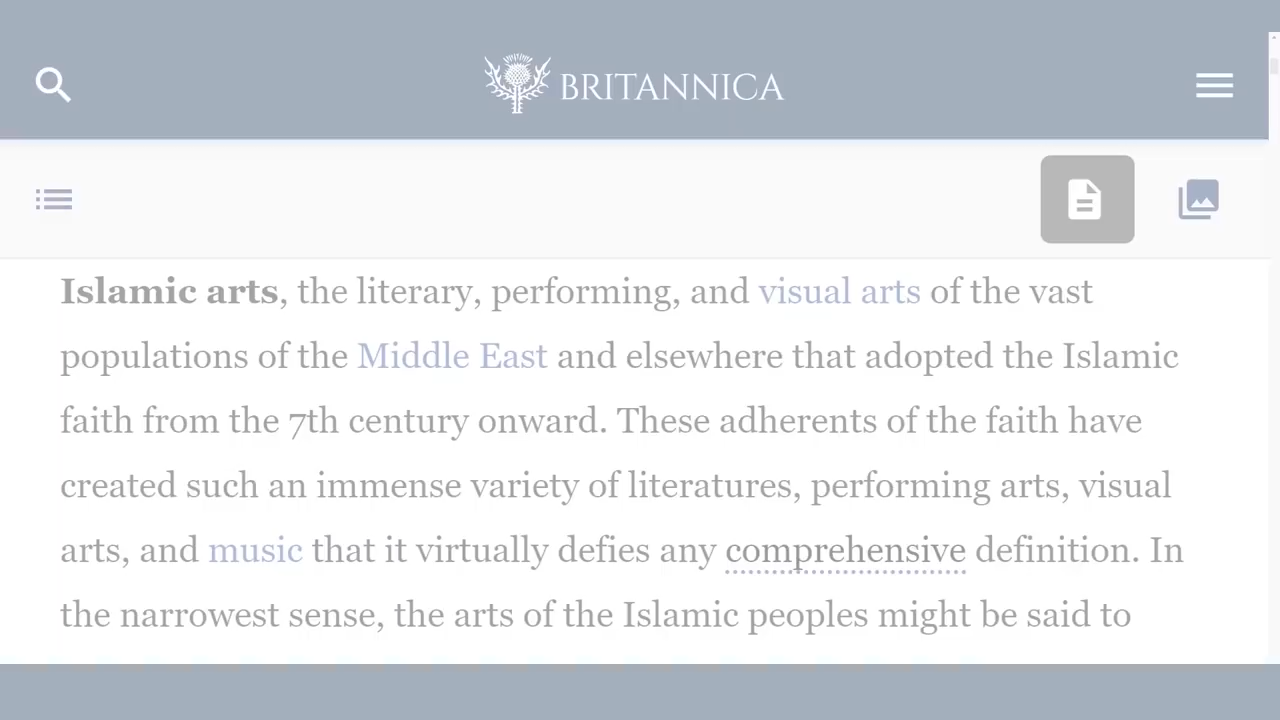 BRITANNICA
Islamic arts, the literary, performing, and visual arts of the vast
populations of the Middle East and elsewhere that adopted the Islamic
faith from the 7th century onward. These adherents of the faith have
created such an immense variety of literatures, performing arts, visual
arts, and music that it virtually defies any comprehensive definition. In
the narrowest sense, the arts of the Islamic peoples might be said to